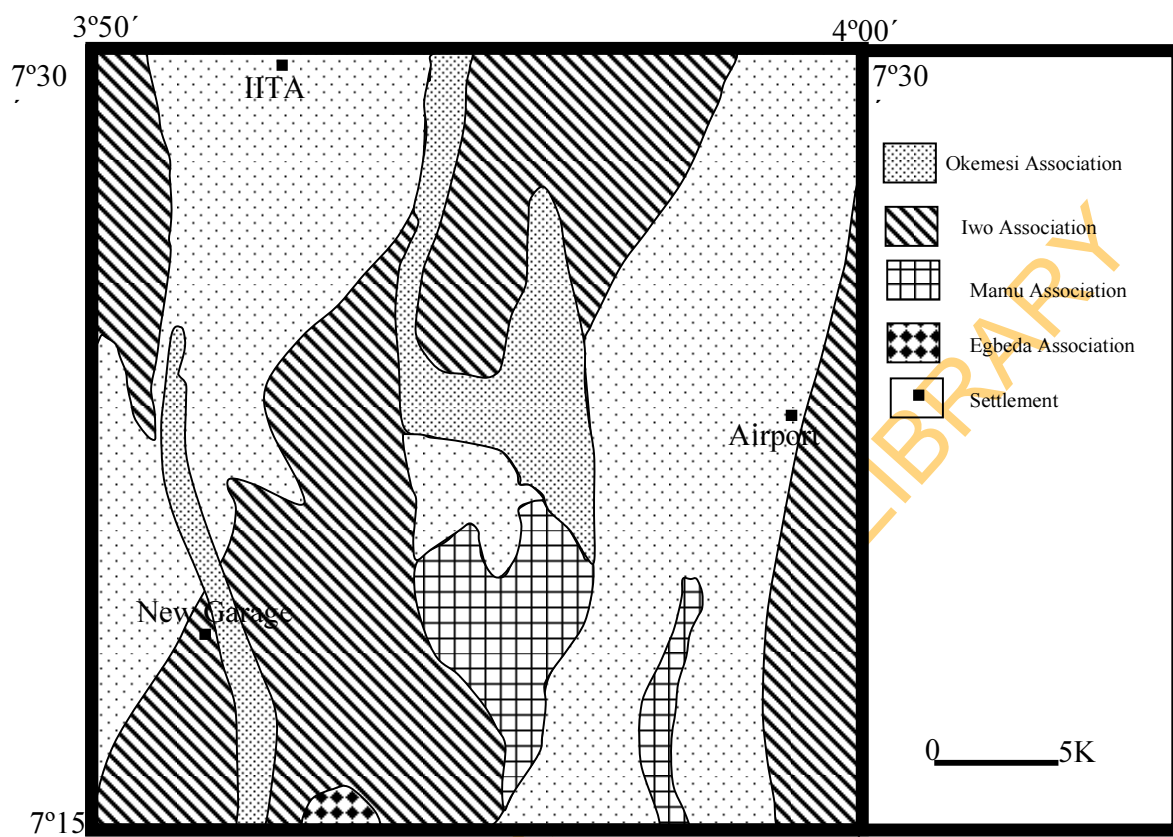 3º50´
4º00´
7º30
´
7º30
´
IITA
Okemesi Association
Iwo Association
Mamu Association
Egbeda Association
Settlement
Airport
New Garage
0 5K
7º15
LIBRARY